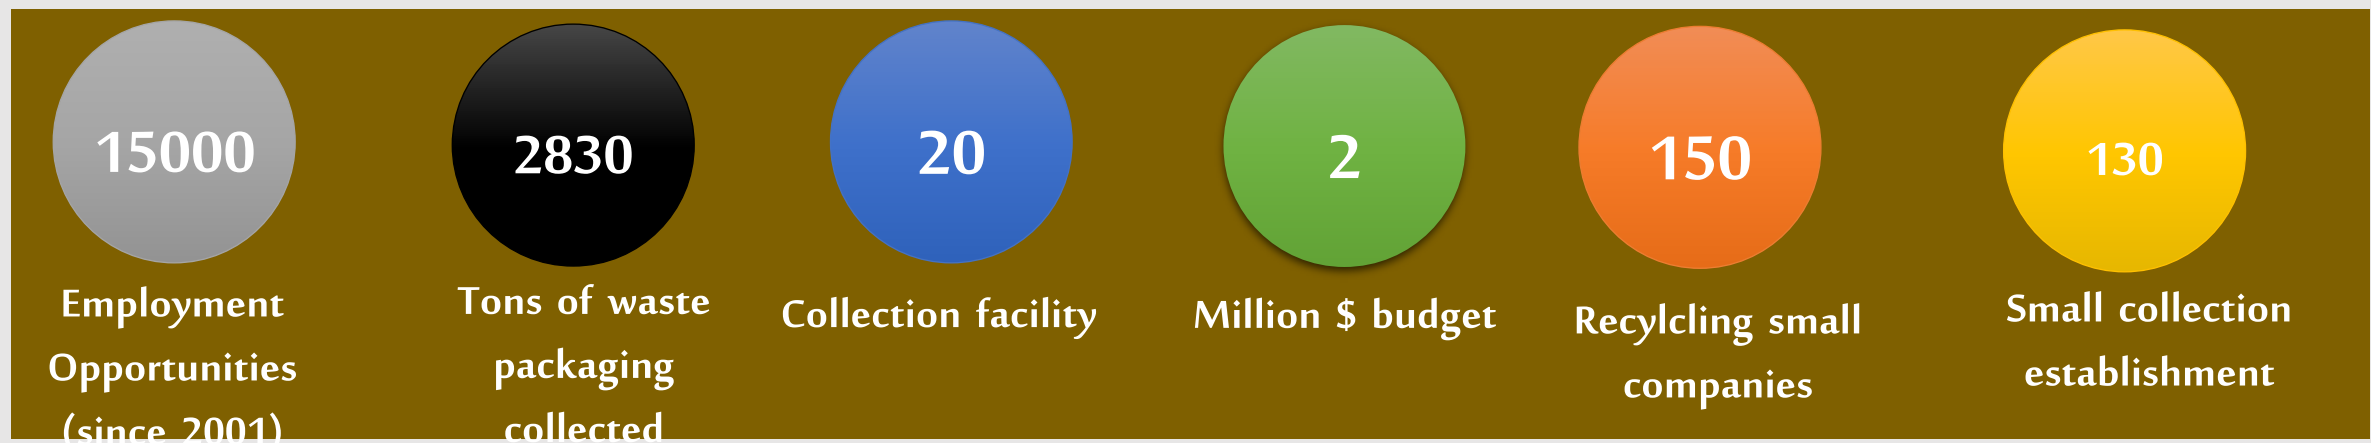 15000
Employment
Opportunities
(since 2001)
2830
Tons of waste
packaging
collected
20
Collection facility
2
Million $ budget
150
Recylcling small
companies
130
Small collection
establishment